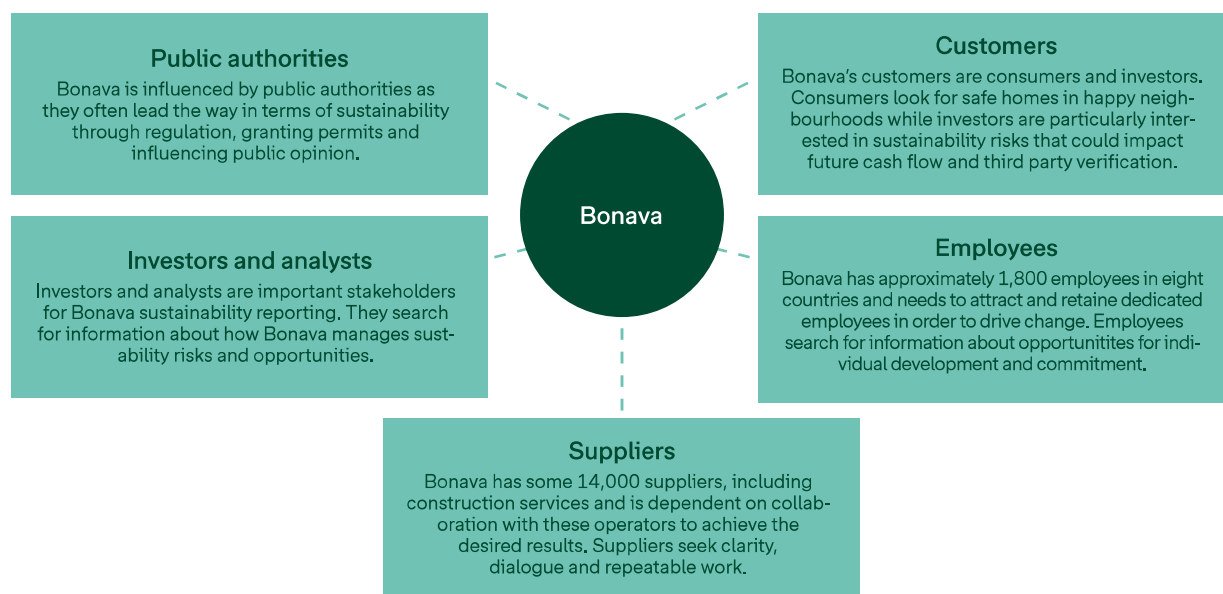 Public authorities
Bonava is influenced by public authorities as
they often lead the way in terms of sustainability
through regulation, granting permits and
influencing public opinion.
Customers
Bonava’s customers are consumers and investors.
Consumers look for safe homes in happy neigh-
bourhoods while investors are particularly inter-
ested in sustainability risks that could impact
future cash flow and third party verification.
Bonava
Investors and analysts
Investors and analysts are important stakeholders
for Bonava sustainability reporting. They search
for information about how Bonava manages sust-
ability risks and opportunities.
Employees
Bonava has approximately 1,800 employees in eight
countries and needs to attract and retaine dedicated
employees in order to drive change. Employees
search for information about opportunitites for indi-
vidual development and commitment.
Suppliers
Bonava has some 14,000 suppliers, including
construction services and is dependent on collab-
oration with these operators to achieve the
desired results. Suppliers seek clarity,
dialogue and repeatable work.